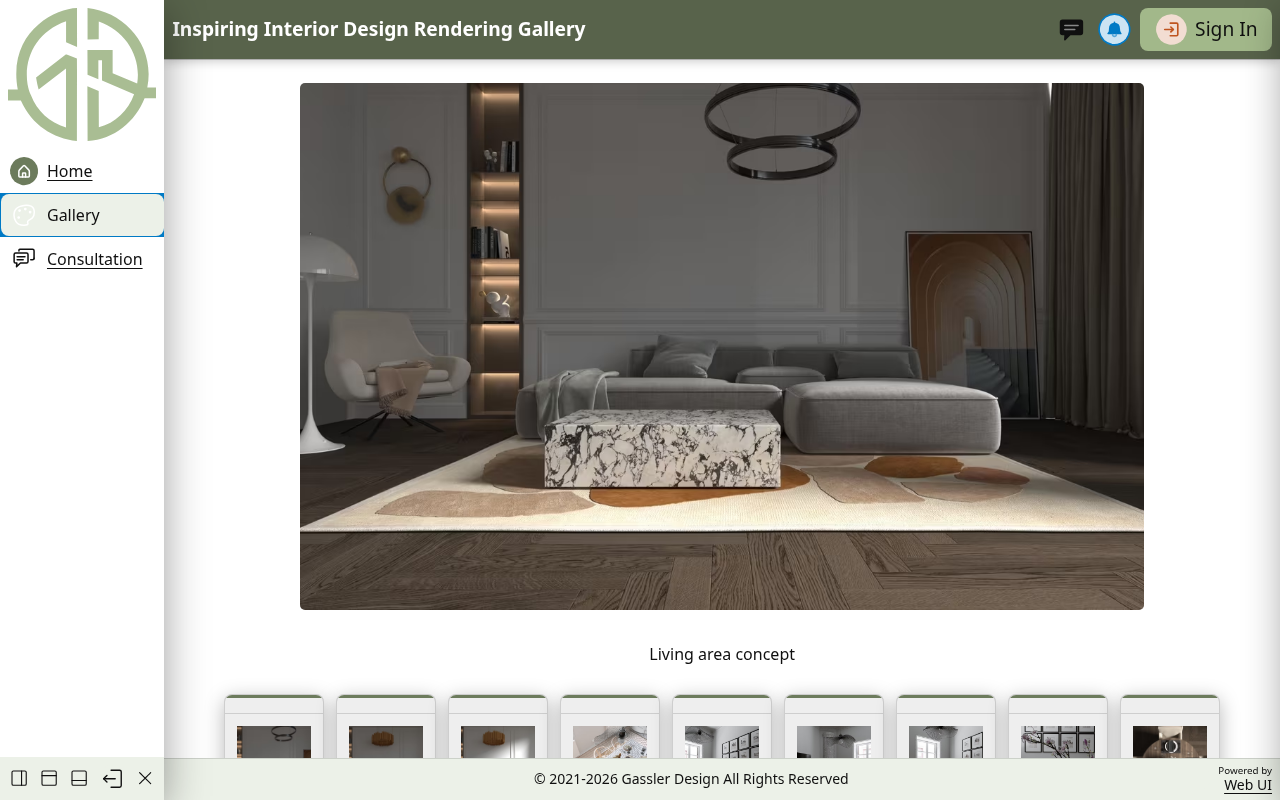 Inspiring Interior Design Rendering Gallery
Sign In
Home
Gallery
Consultation
Living area concept
© 2021-2026 Gassler Design All Rights Reserved
Powered by
Web UI